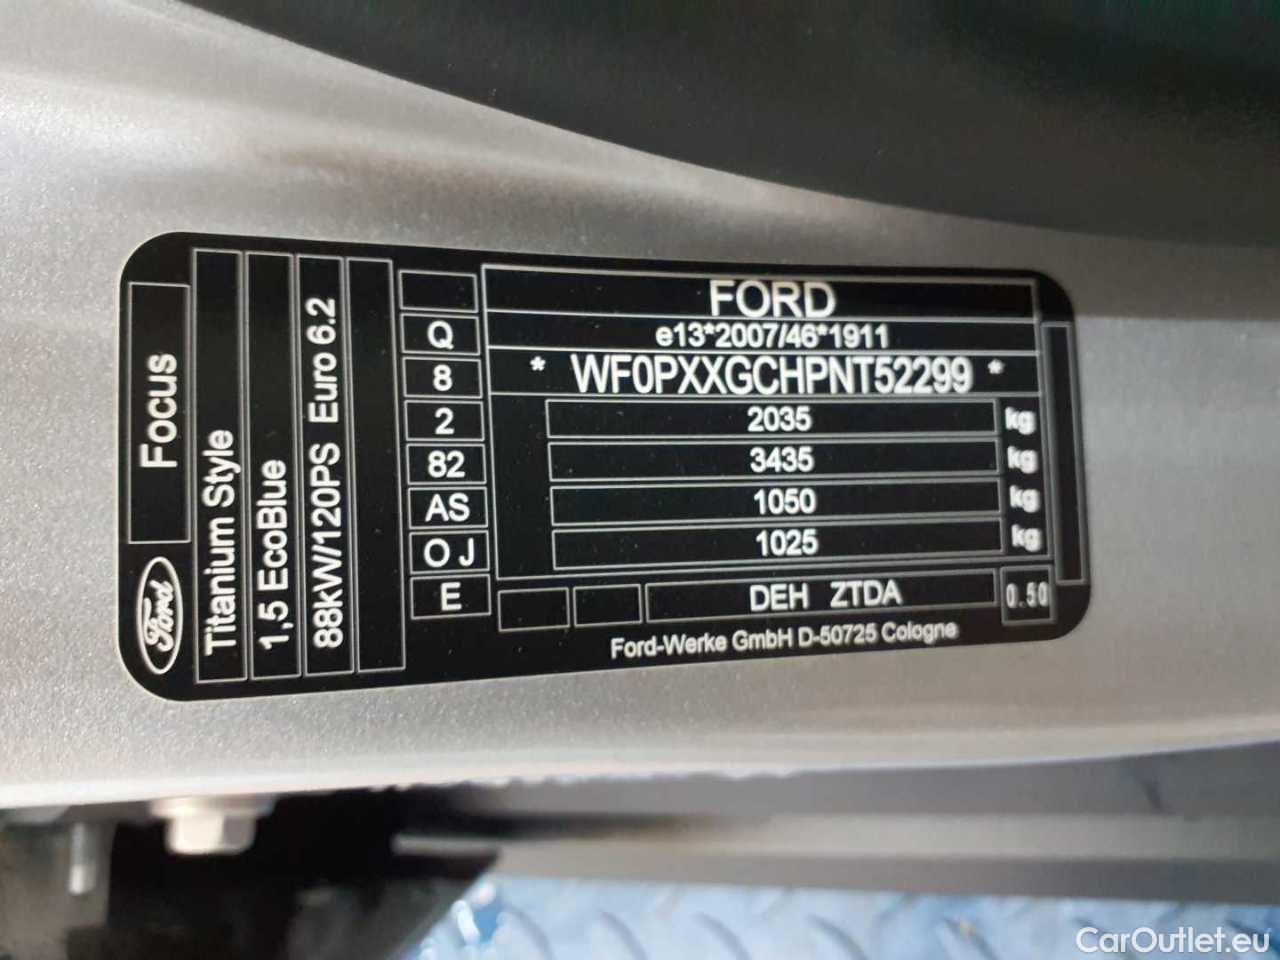 Ford
Focus
Titanium Style
1,5 EcoBlue
88kW/120PS Euro 6.2
Q
8
2
82
AS
O J
E
FORD
e13*2007/46*1911
* WF0PXXGCHPNT52299 *
2035 kg
3435 kg
1050 kg
1025 kg
DEH ZTDA 0.50
Ford-Werke GmbH D-50725 Cologne
CarOutlet.eu